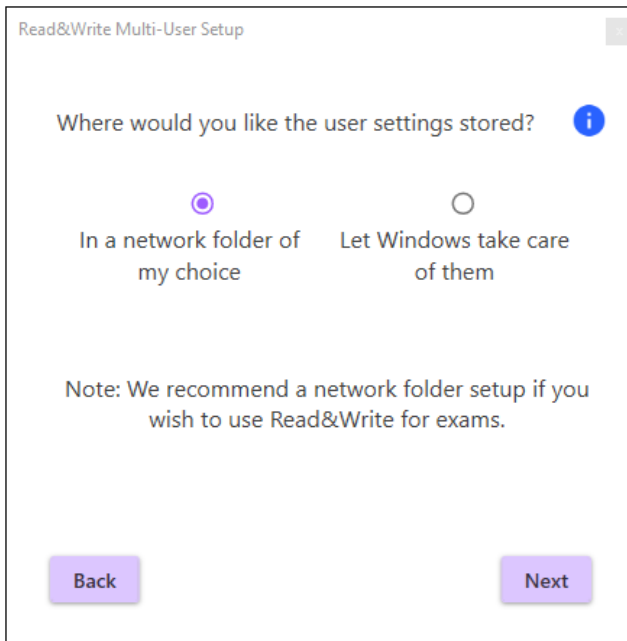 Read&Write Multi-User Setup
x
Where would you like the user settings stored?
i
In a network folder of
my choice
Let Windows take care
of them
Note: We recommend a network folder setup if you
wish to use Read&Write for exams.
Back
Next